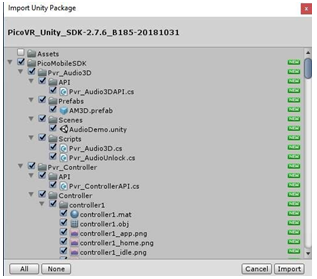 Import Unity Package
x
PicoVR_Unity_SDK-2.7.6_B185-20181031
Assets
PicoMobileSDK NEW
Pvr_Audio3D NEW
API NEW
Pvr_Audio3DAPI.cs NEW
Prefabs NEW
AM3D.prefab NEW
Scenes NEW
AudioDemo.unity NEW
Scripts NEW
Pvr_Audio3D.cs NEW
Pvr_AudioUnlock.cs NEW
Pvr_Controller NEW
API NEW
Pvr_ControllerAPI.cs NEW
Controller NEW
controller1 NEW
controller1.mat NEW
controller1.obj NEW
controller1_app.png NEW
controller1_home.png NEW
controller1_idle.png NEW
All None Cancel Import